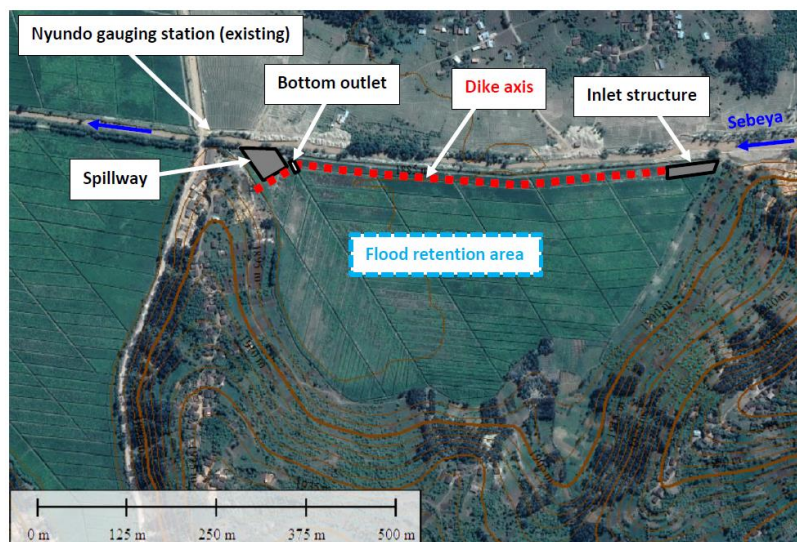 Nyundo gauging station (existing)
Bottom outlet
Dike axis
Inlet structure
Sebeya
Spillway
Flood retention area
0 m
125 m
250 m
375 m
500 m